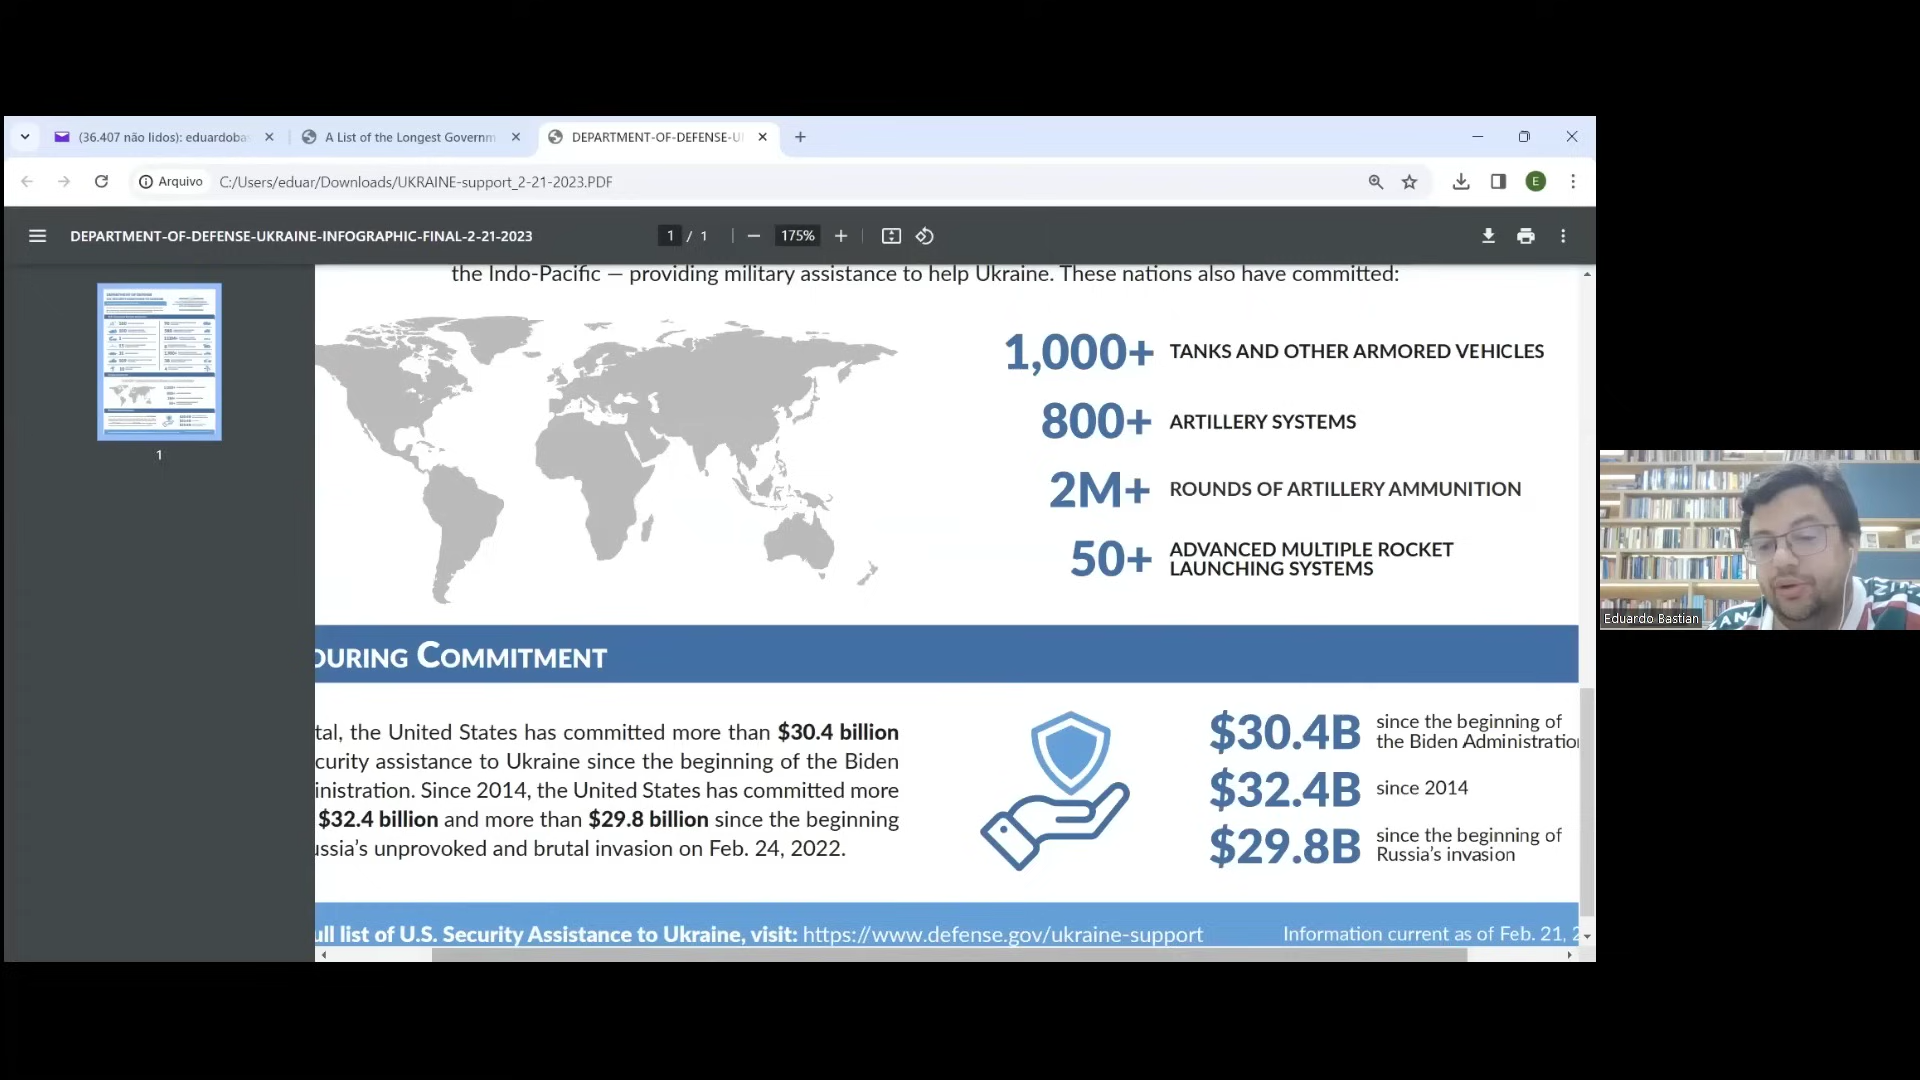 (36.407 não lidos): eduardoba
A List of the Longest Governm
DEPARTMENT-OF-DEFENSE-U
Arquivo
C:/Users/eduar/Downloads/UKRAINE-support_2-21-2023.PDF
E
DEPARTMENT-OF-DEFENSE-UKRAINE-INFOGRAPHIC-FINAL-2-21-2023
1 / 1
175%
1
the Indo-Pacific — providing military assistance to help Ukraine. These nations also have committed:
1,000+ TANKS AND OTHER ARMORED VEHICLES
800+ ARTILLERY SYSTEMS
2M+ ROUNDS OF ARTILLERY AMMUNITION
50+ ADVANCED MULTIPLE ROCKET
LAUNCHING SYSTEMS
DURING COMMITMENT
tal, the United States has committed more than $30.4 billion
curity assistance to Ukraine since the beginning of the Biden
inistration. Since 2014, the United States has committed more
$32.4 billion and more than $29.8 billion since the beginning
ussia's unprovoked and brutal invasion on Feb. 24, 2022.
$30.4B since the beginning of
the Biden Administration
$32.4B since 2014
$29.8B since the beginning of
Russia's invasion
ull list of U.S. Security Assistance to Ukraine, visit: https://www.defense.gov/ukraine-support
Information current as of Feb. 21, 2
Eduardo Bastian